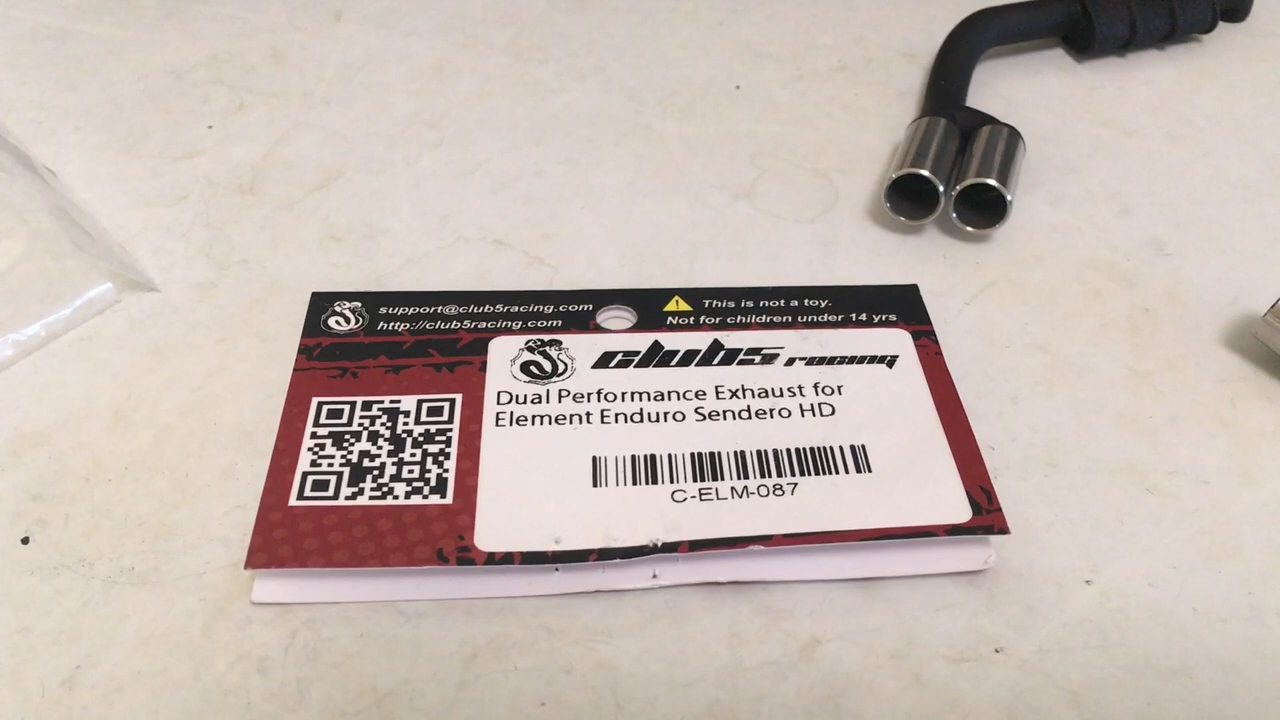 support@club5racing.com
http://club5racing.com
This is not a toy.
Not for children under 14 yrs
club5 racing
Dual Performance Exhaust for
Element Enduro Sendero HD
C-ELM-087